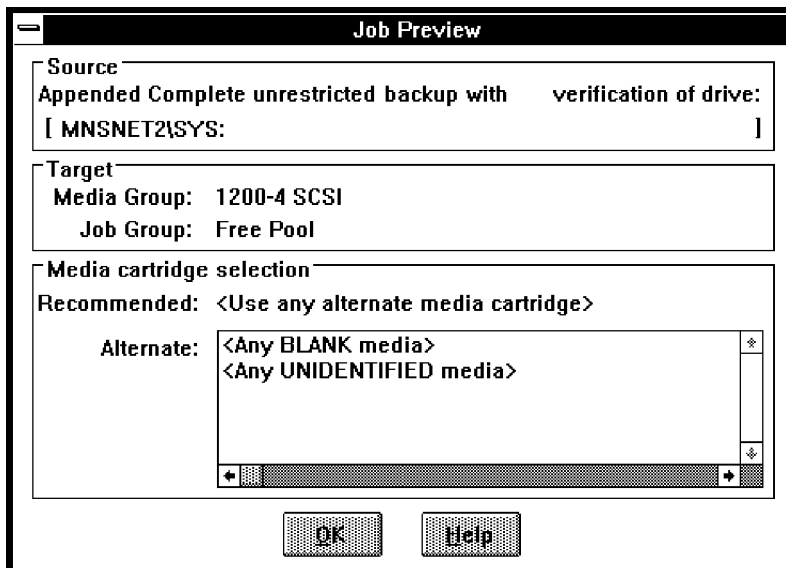 Job Preview
Source
Appended Complete unrestricted backup with verification of drive:
[ MNSNET2\SYS: ]
Target
Media Group: 1200-4 SCSI
Job Group: Free Pool
Media cartridge selection
Recommended: <Use any alternate media cartridge>
Alternate: <Any BLANK media>
<Any UNIDENTIFIED media>
OK Help